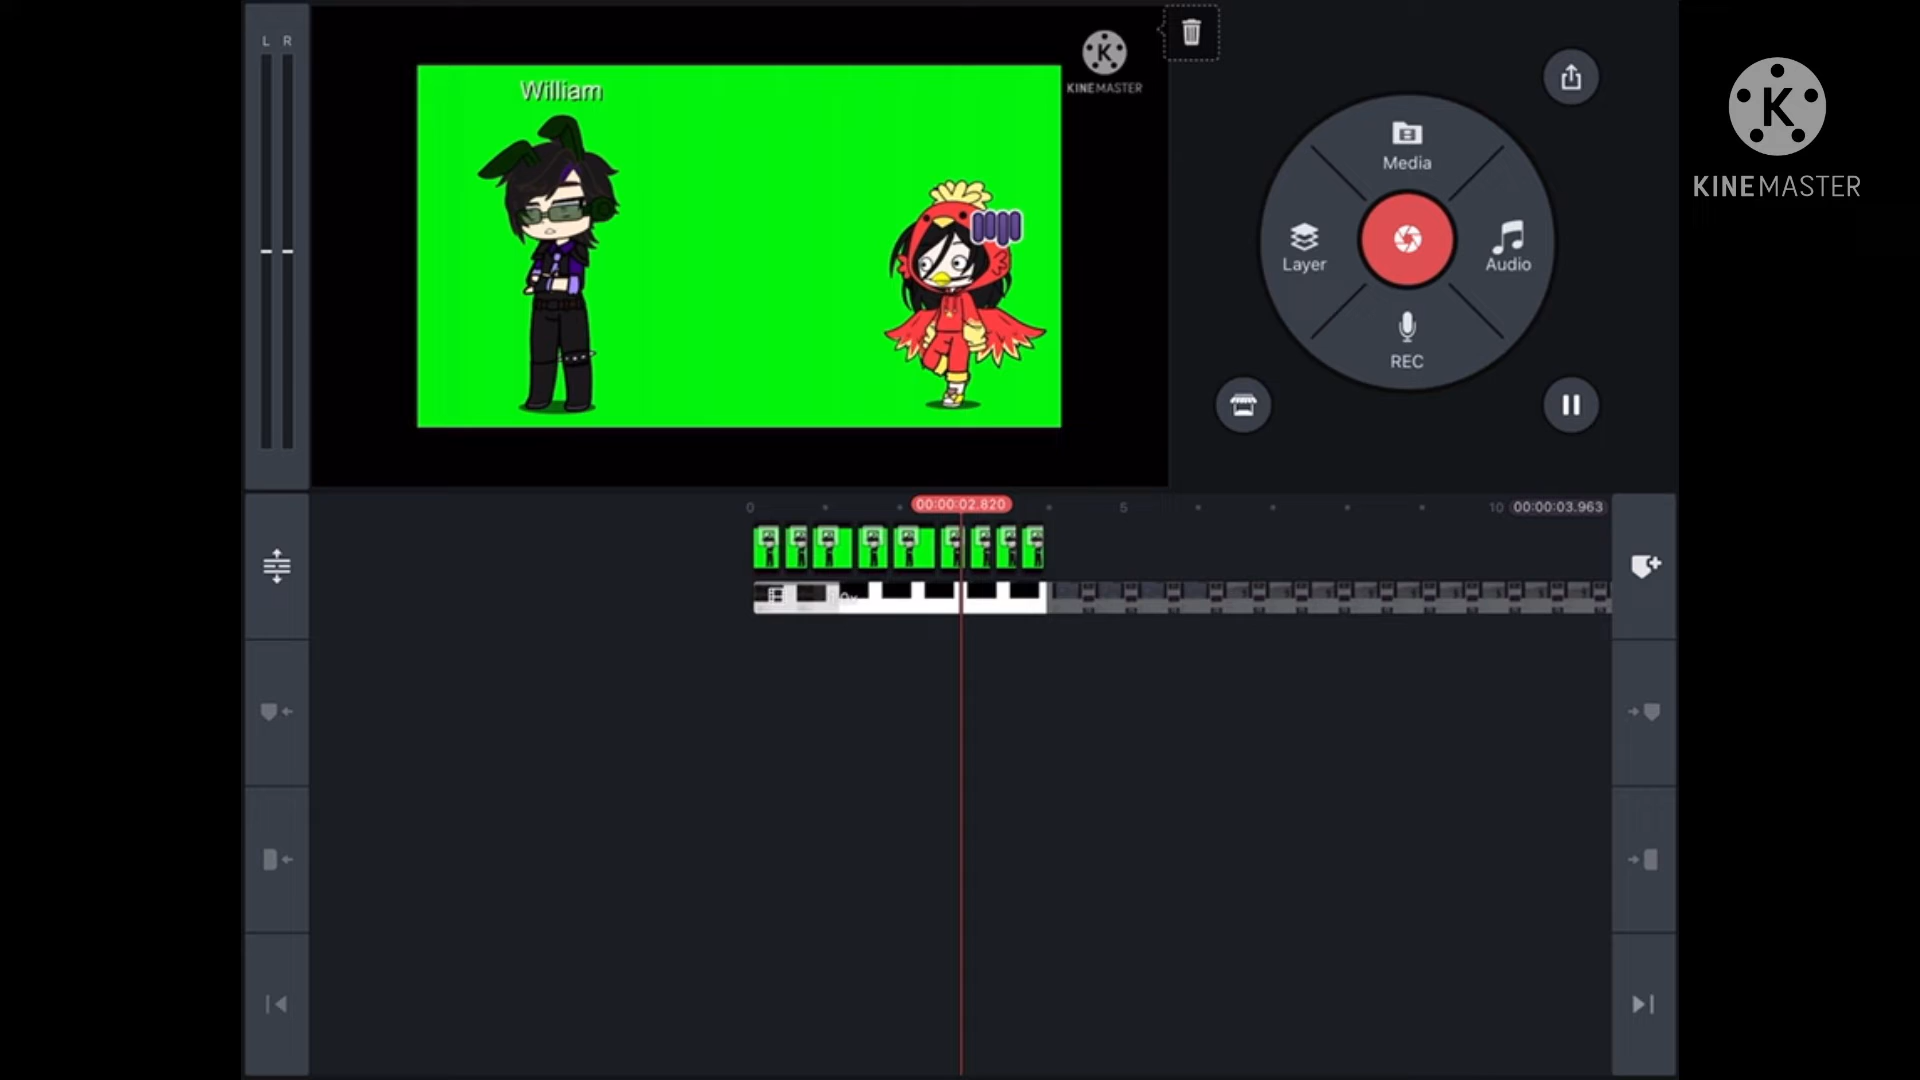 L R
William
KINEMASTER
Media
Layer
Audio
REC
KINEMASTER
0
00:00:02.820
5
10
00:00:03.963